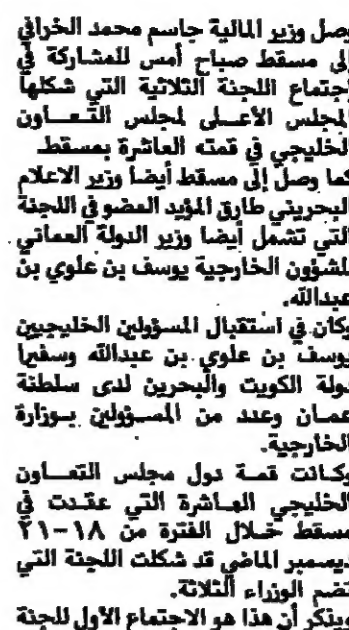 وصل وزير المالية جاسم محمد الخرافي
إلى مسقط صباح أمس للمشاركة في
اجتماع اللجنة الثلاثية التي شكلها
المجلس الأعلى لمجلس التعاون
الخليجي في قمته العاشرة بمسقط.
كما وصل إلى مسقط أيضا وزير الاعلام
البحريني طارق المؤيد العضو في اللجنة
التي تشمل أيضا وزير الدولة العماني
للشؤون الخارجية يوسف بن علوي بن
عبدالله.
وكان في استقبال المسؤولين الخليجيين
يوسف بن علوي بن عبدالله وسفيرا
دولة الكويت والبحرين لدى سلطنة
عمان وعدد من المسؤولين بوزارة
الخارجية.
وكانت قمة دول مجلس التعاون
الخليجي العاشرة التي عقدت في
مسقط خلال الفترة من ١٨-٢١
ديسمبر الماضي قد شكلت اللجنة التي
تضم الوزراء الثلاثة.
ويذكر أن هذا هو الاجتماع الأول للجنة